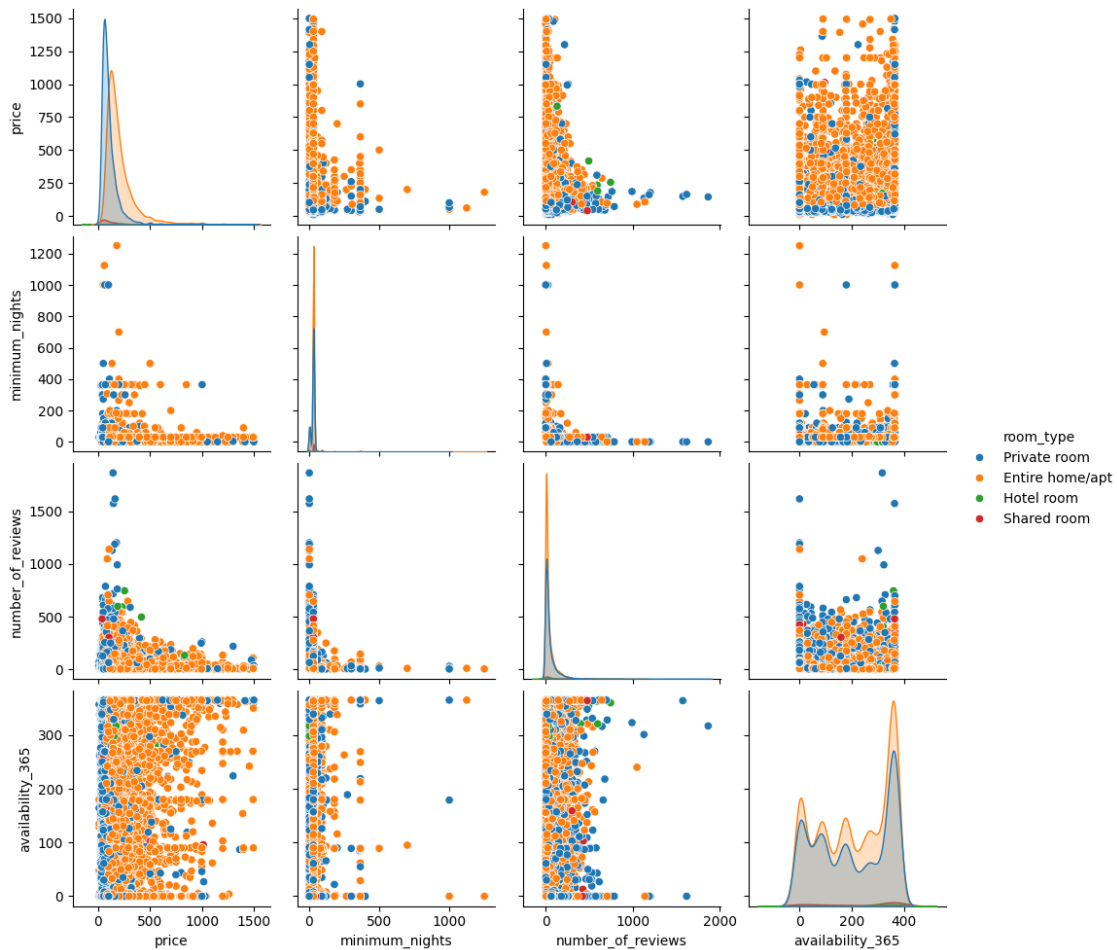 1500
1250
1000
750
500
250
0
price
1200
1000
800
600
400
200
0
minimum_nights
1500
1000
500
0
number_of_reviews
300
200
100
0
availability_365
0 500 1000 1500
price
0 500 1000
minimum_nights
0 1000 2000
number_of_reviews
0 200 400
availability_365
room_type
Private room
Entire home/apt
Hotel room
Shared room